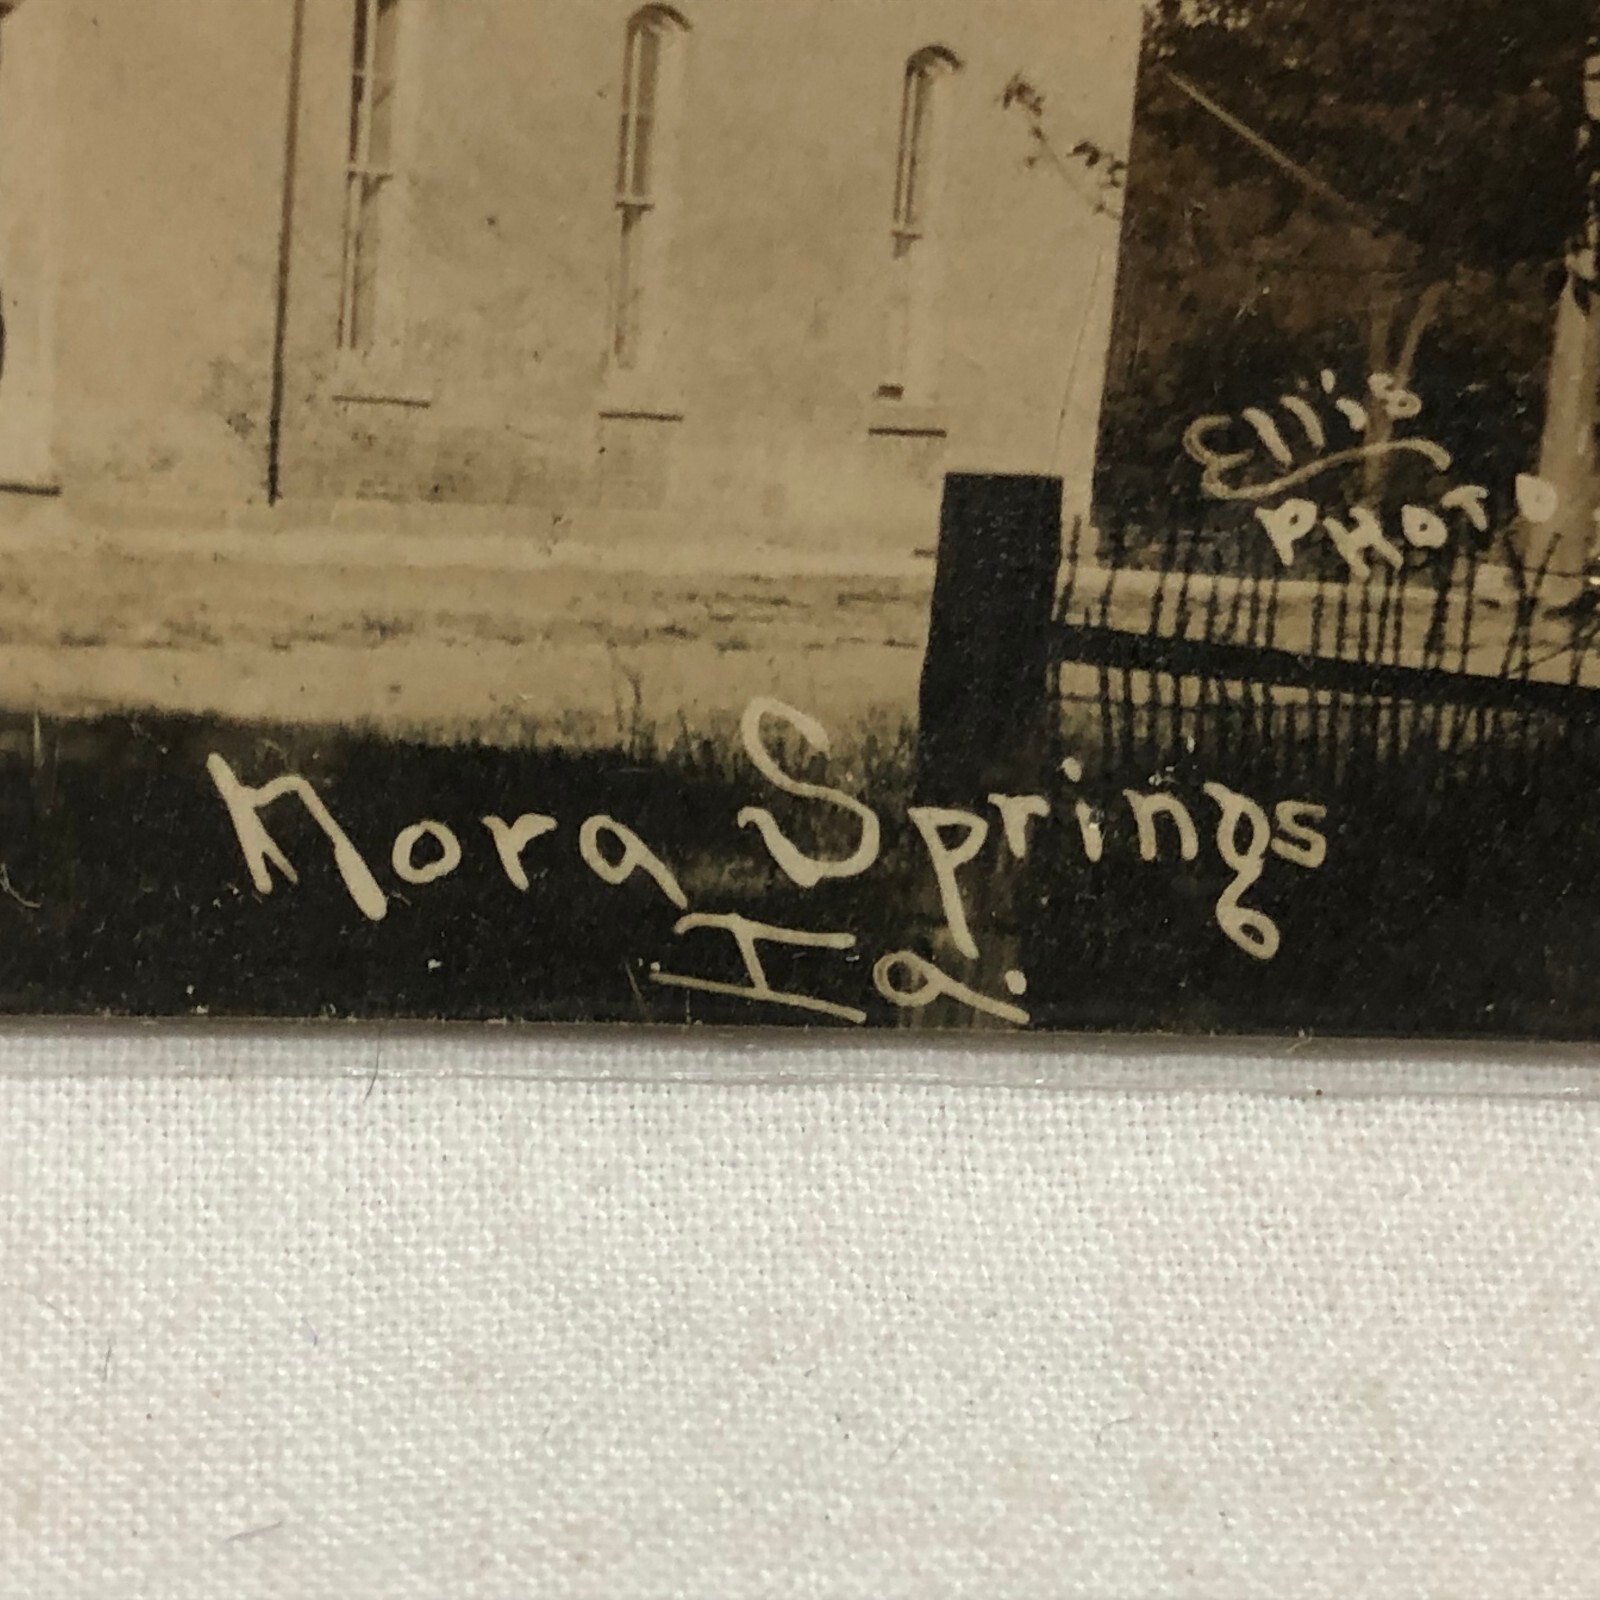 Ellis
PHOTO
Nora Springs
Ia.